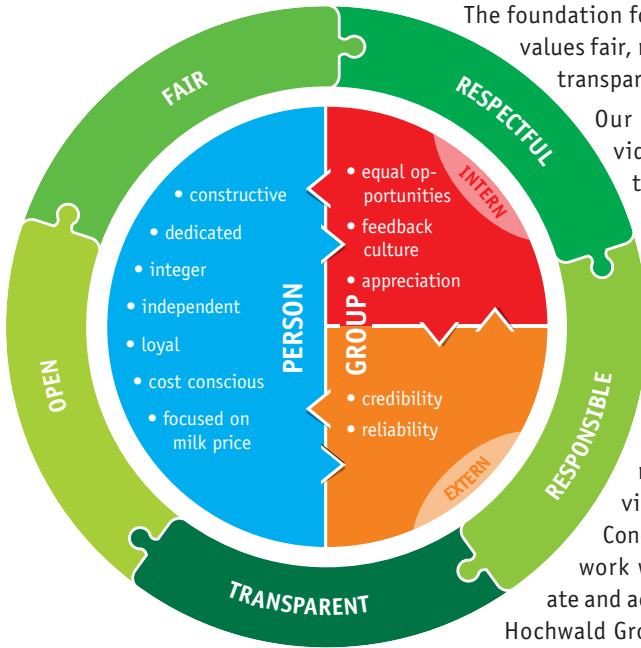 The foundation fo
values fair,
transpar
Our
vic
t
FAIR
RESPECTFUL
RESPONSIBLE
TRANSPARENT
OPEN
PERSON
• constructive
• dedicated
• integer
• independent
• loyal
• cost conscious
• focused on
milk price
GROUP
INTERN
• equal op-
portunities
• feedback
culture
• appreciation
• credibility
• reliability
EXTERN
vi
Con
work
ate and
Hochwald Gro